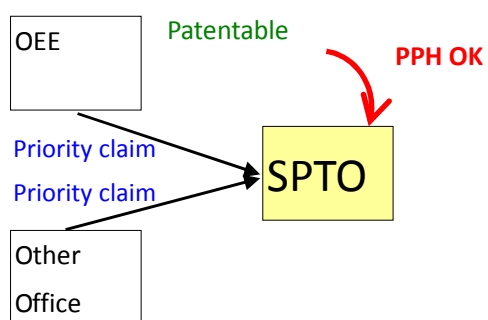 OEE
Patentable
PPH OK
Priority claim
Priority claim
SPTO
Other
Office